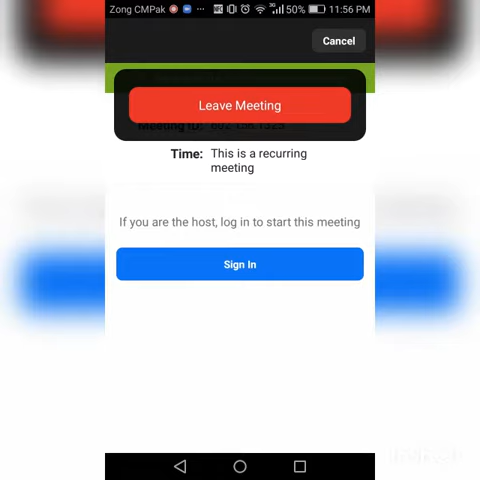 Zong CMPak ... 3G 50% 11:56 PM
Cancel
Leave Meeting
Meeting ID:
Time: This is a recurring
meeting
If you are the host, log in to start this meeting
Sign In